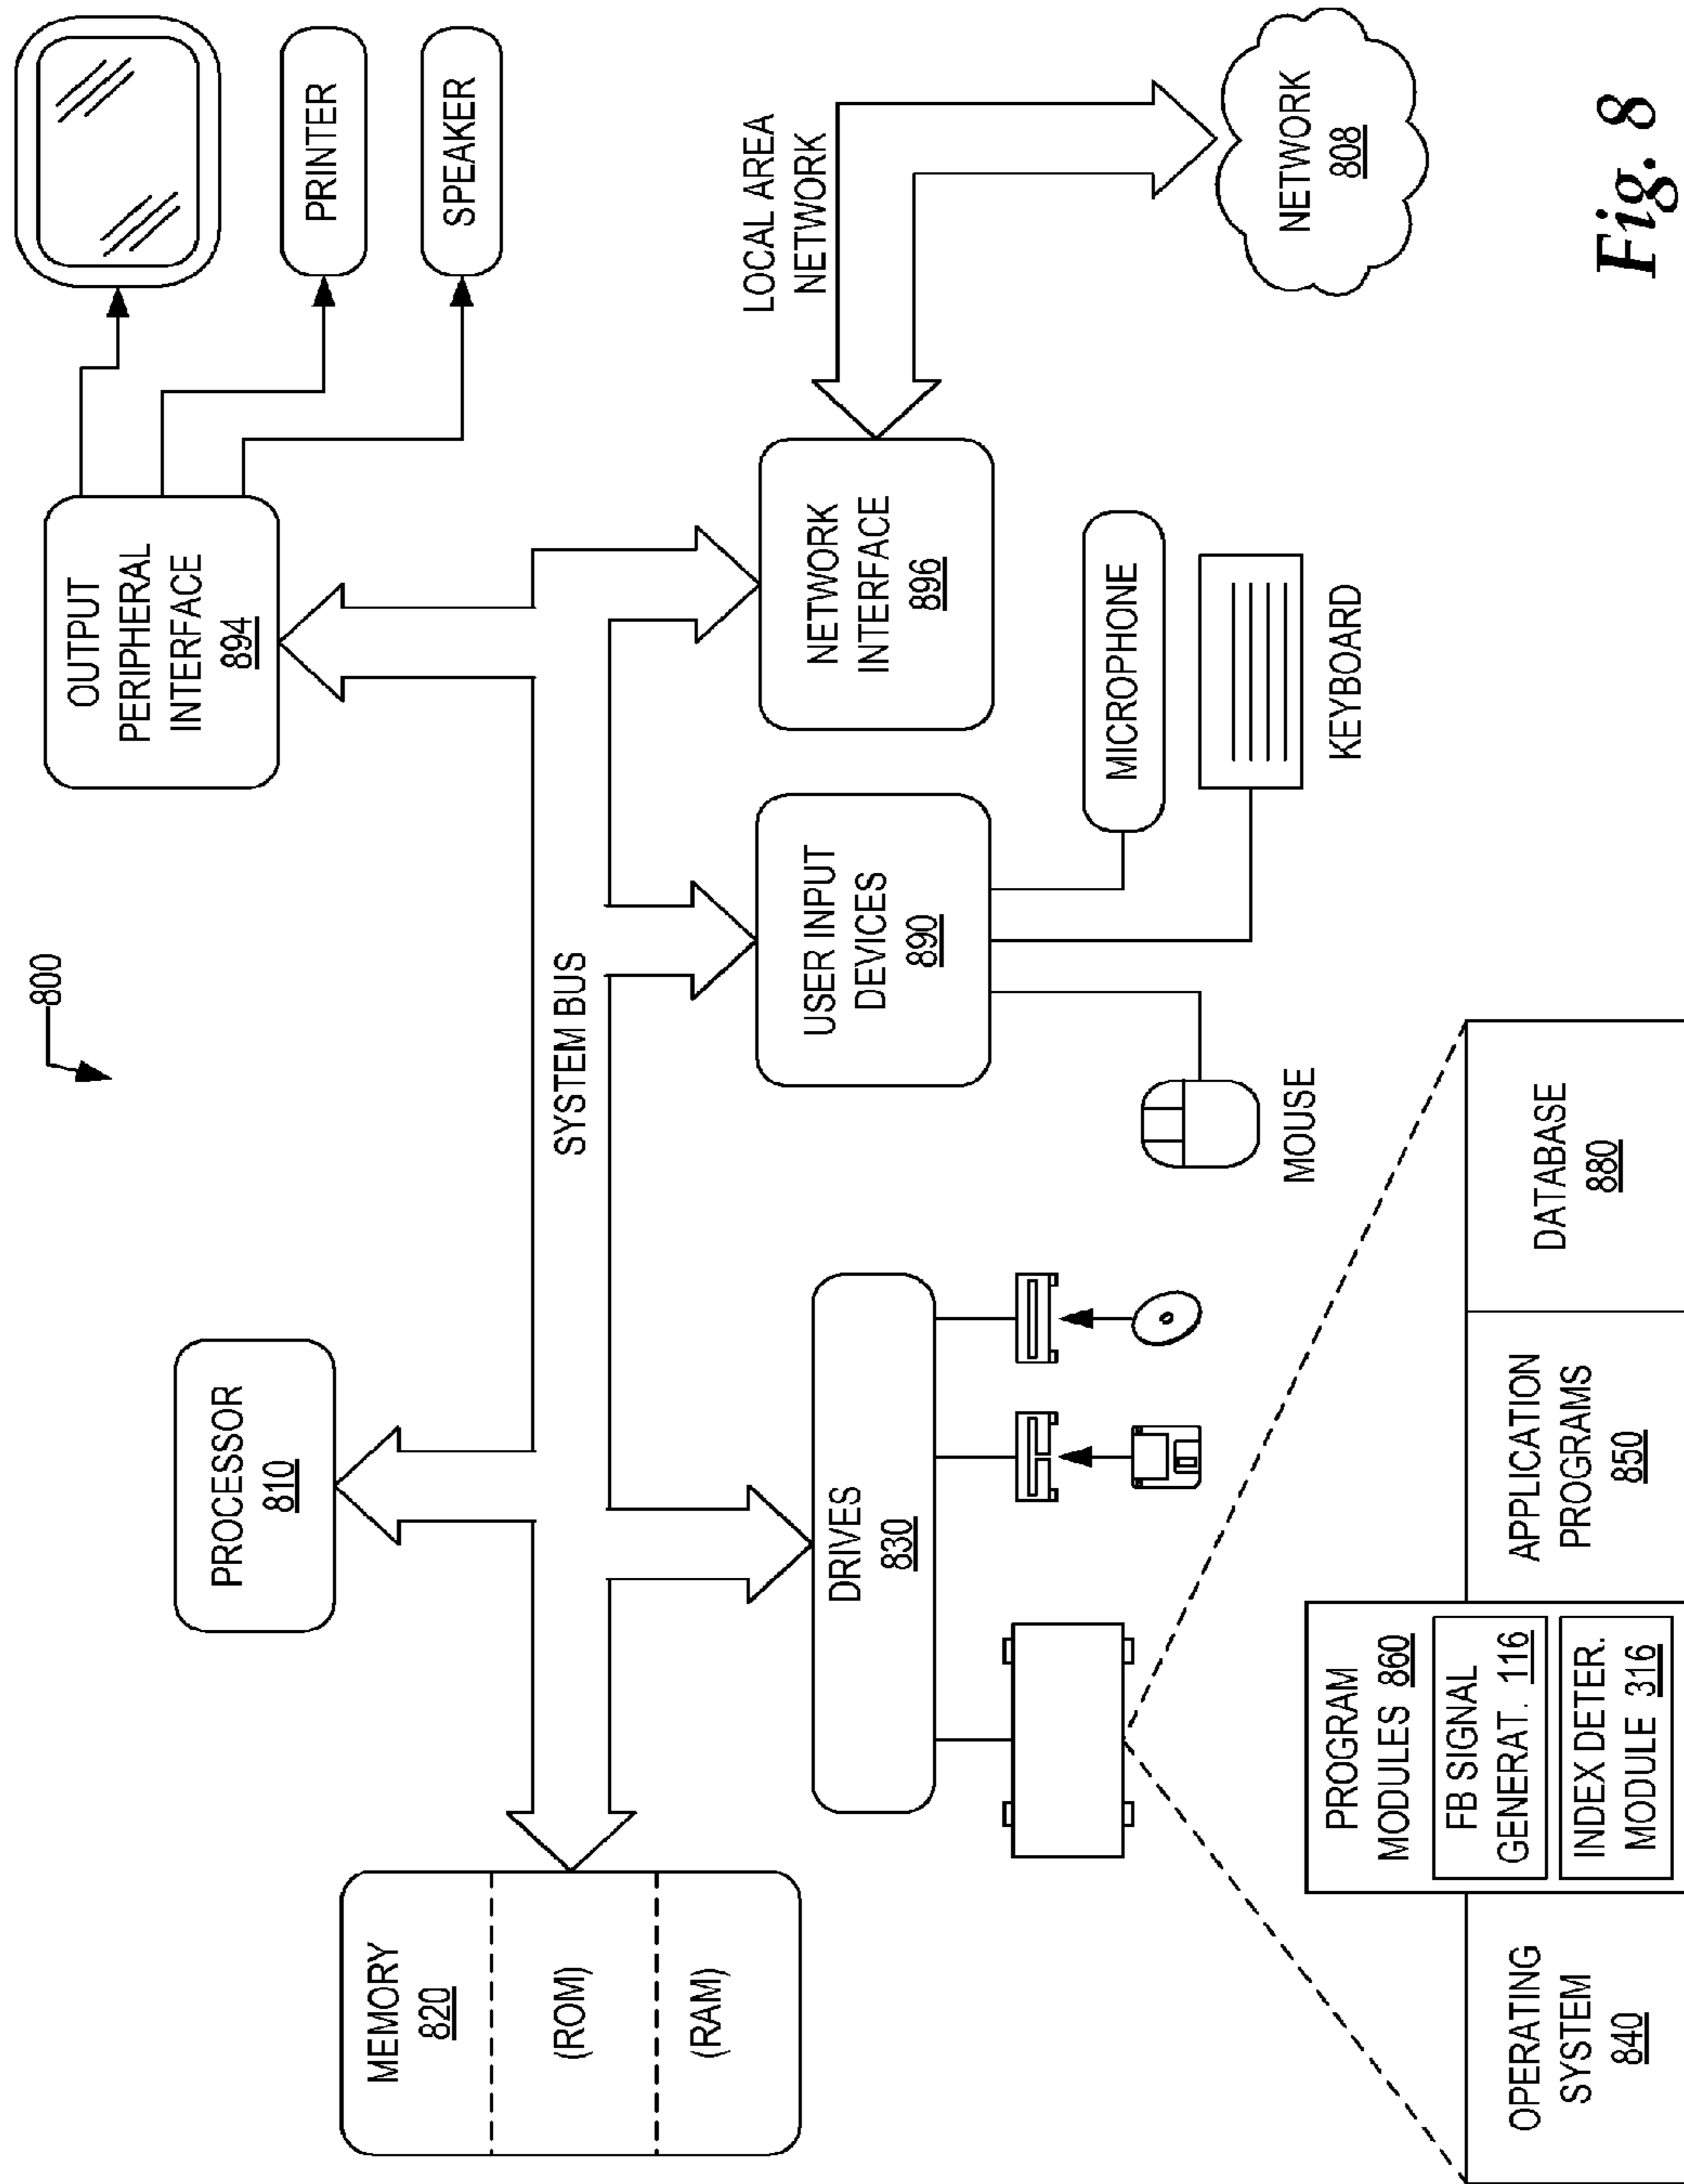 800
PROCESSOR
810
OUTPUT
PERIPHERAL
INTERFACE
894
PRINTER
SPEAKER
MEMORY
820
(ROM)
(RAM)
SYSTEM BUS
DRIVES
830
USER INPUT
DEVICES
890
NETWORK
INTERFACE
896
LOCAL AREA
NETWORK
MOUSE
MICROPHONE
KEYBOARD
NETWORK
808
OPERATING
SYSTEM
840
PROGRAM
MODULES 860
FB SIGNAL
GENERAT. 116
INDEX DETER.
MODULE 316
APPLICATION
PROGRAMS
850
DATABASE
880
Fig. 8